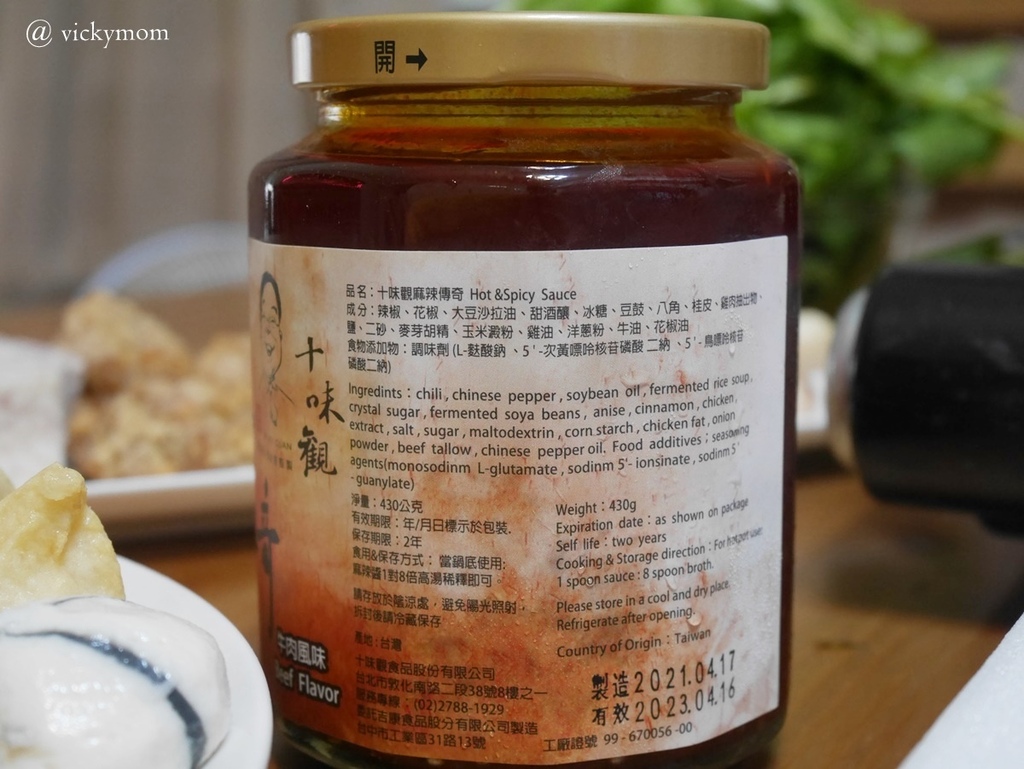 @ vickymom
開→
十味觀
品名：十味觀麻辣傳奇 Hot &Spicy Sauce
成分：辣椒、花椒、大豆沙拉油、甜酒釀、冰糖、豆鼓、八角、桂皮、雞肉抽出物、
鹽、二砂、麥芽胡精、玉米澱粉、雞油、洋蔥粉、牛油、花椒油
食物添加物：調味劑 (L-麩酸鈉 、5'-次黃嘌呤核苷磷酸二納 、5'-鳥嘌呤核苷
磷酸二納)
Ingredints : chili , chinese pepper , soybean oil , fermented rice soup ,
crystal sugar , fermented soya beans , anise , cinnamon , chicken
extract , salt , sugar , maltodextrin , corn starch , chicken fat , onion
powder , beef tallow , chinese pepper oil. Food additives ; seasoning
agents(monosodinm L-glutamate , sodinm 5'- ionsinate , sodinm 5'
- guanylate)
淨量：430公克
有效期限：年/月日標示於包裝.
保存期限：2年
食用&保存方式： 當鍋底使用:
麻辣醬1對8倍高湯稀釋即可.
請存放於陰涼處，避免陽光照射，
拆封後請冷藏保存
產地 : 台灣
十味觀食品股份有限公司
台北市敦化南路二段38號8樓之一
服務專線 : (02)2788-1929
委託吉康食品股分有限公司製造
台中市工業區31路13號
Weight : 430g
Expiration date : as shown on package
Self life : two years
Cooking & Storage direction : For hotpot use:
1 spoon sauce : 8 spoon broth.
Please store in a cool and dry place.
Refrigerate after opening.
Country of Origin : Taiwan
製造2021.04.17
有效2023.04.16
工廠證號 99-670056-00
牛肉風味
Beef Flavor